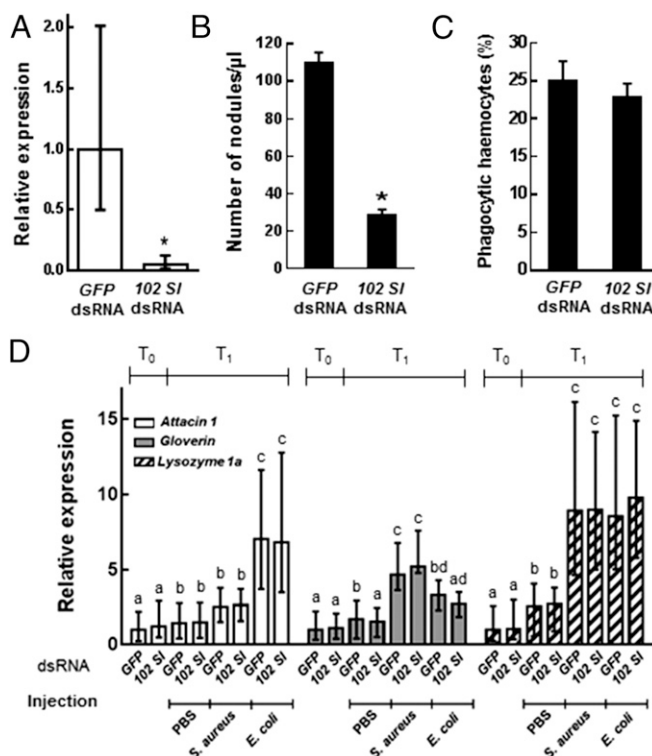 A
Relative expression
2.0
1.5
1.0
0.5
0.0
*
GFP 102 SI
dsRNA dsRNA
B
Number of nodules/µl
120
100
80
60
40
20
0
*
GFP 102 SI
dsRNA dsRNA
C
Phagocytic haemocytes (%)
35
30
25
20
15
10
5
0
GFP 102 SI
dsRNA dsRNA
D
T0 T1 T0 T1 T0 T1
Relative expression
15
10
5
0
Attacin 1
Gloverin
Lysozyme 1a
a a b b b b c c a a b a c c bd ad a a b b c c c c
dsRNA GFP 102 SI GFP 102 SI GFP 102 SI GFP 102 SI GFP 102 SI GFP 102 SI GFP 102 SI GFP 102 SI GFP 102 SI GFP 102 SI GFP 102 SI GFP 102 SI
Injection PBS S. aureus E. coli PBS S. aureus E. coli PBS S. aureus E. coli